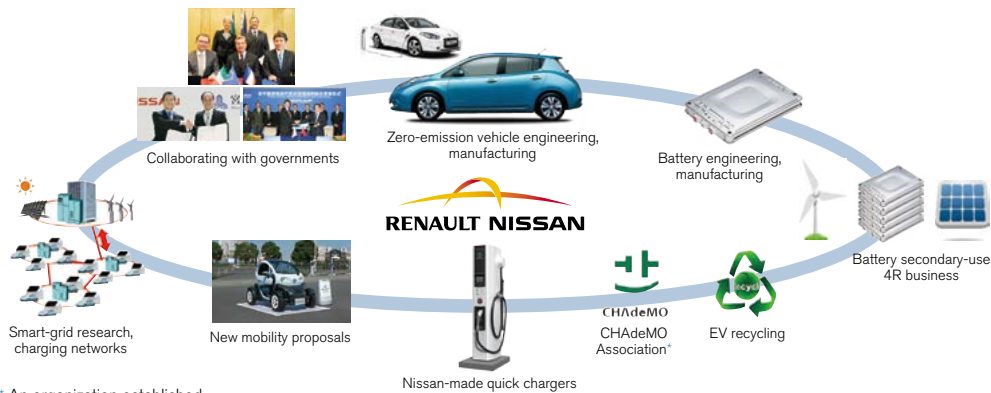 Collaborating with governments
Zero-emission vehicle engineering,
manufacturing
Battery engineering,
manufacturing
RENAULT NISSAN
Battery secondary-use
4R business
Smart-grid research,
charging networks
New mobility proposals
Nissan-made quick chargers
CHAdeMO
CHAdeMO
Association*
EV recycling